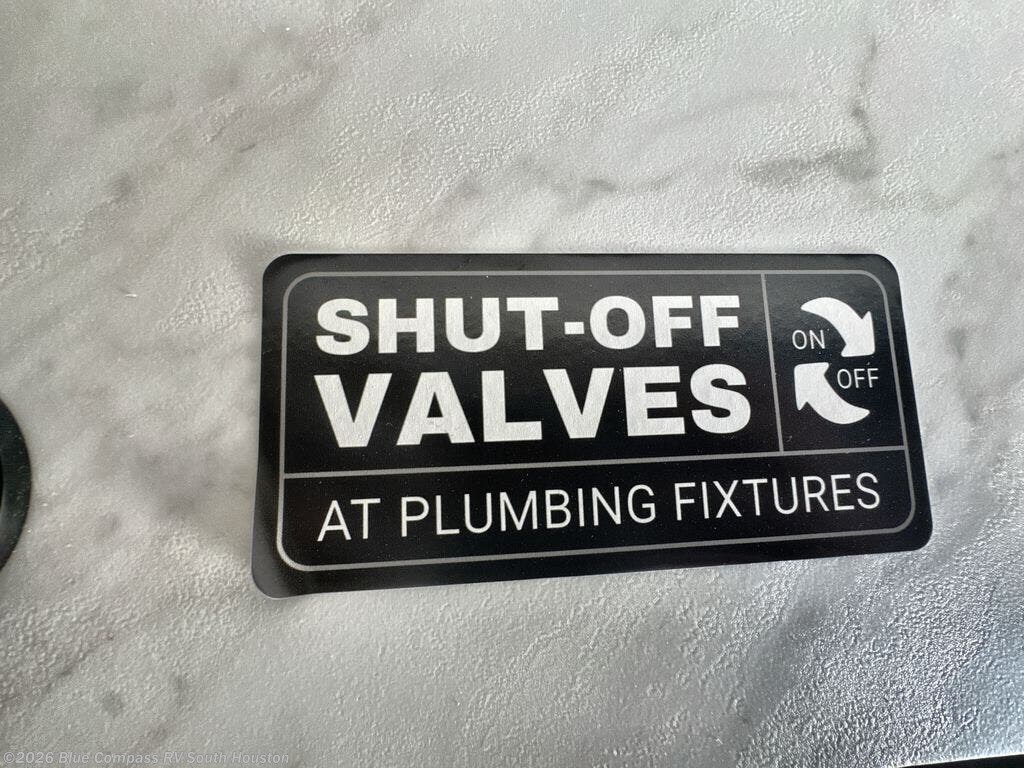 SHUT-OFF
VALVES
ON
OFF
AT PLUMBING FIXTURES
©2026 Blue Compass RV South Houston